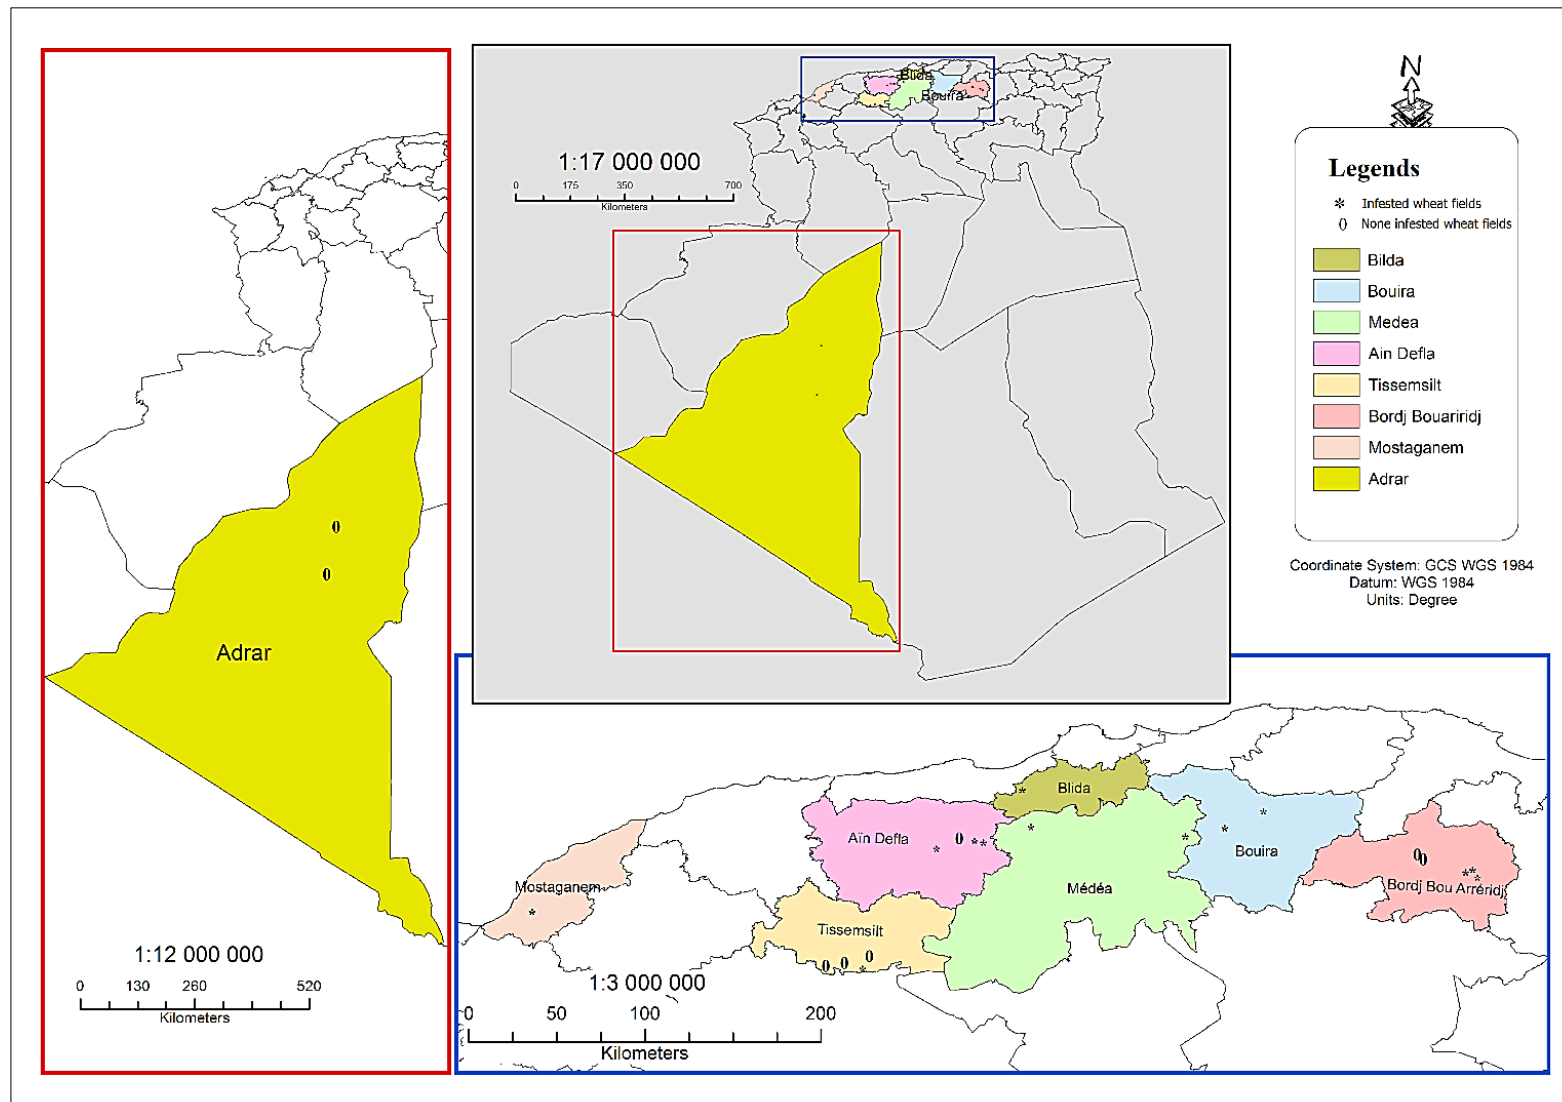 Adrar
1:12 000 000
0 130 260 520
Kilometers
Blida
Bouira
1:17 000 000
0 175 350 700
Kilometers
N
Legends
* Infested wheat fields
0 None infested wheat fields
Bilda
Bouira
Medea
Ain Defla
Tissemsilt
Bordj Bouariridj
Mostaganem
Adrar
Coordinate System: GCS WGS 1984
Datum: WGS 1984
Units: Degree
Blida
Aïn Defla
Bouira
Mostaganem
Médéa
Bordj Bou Arréridj
Tissemsilt
1:3 000 000
0 50 100 200
Kilometers